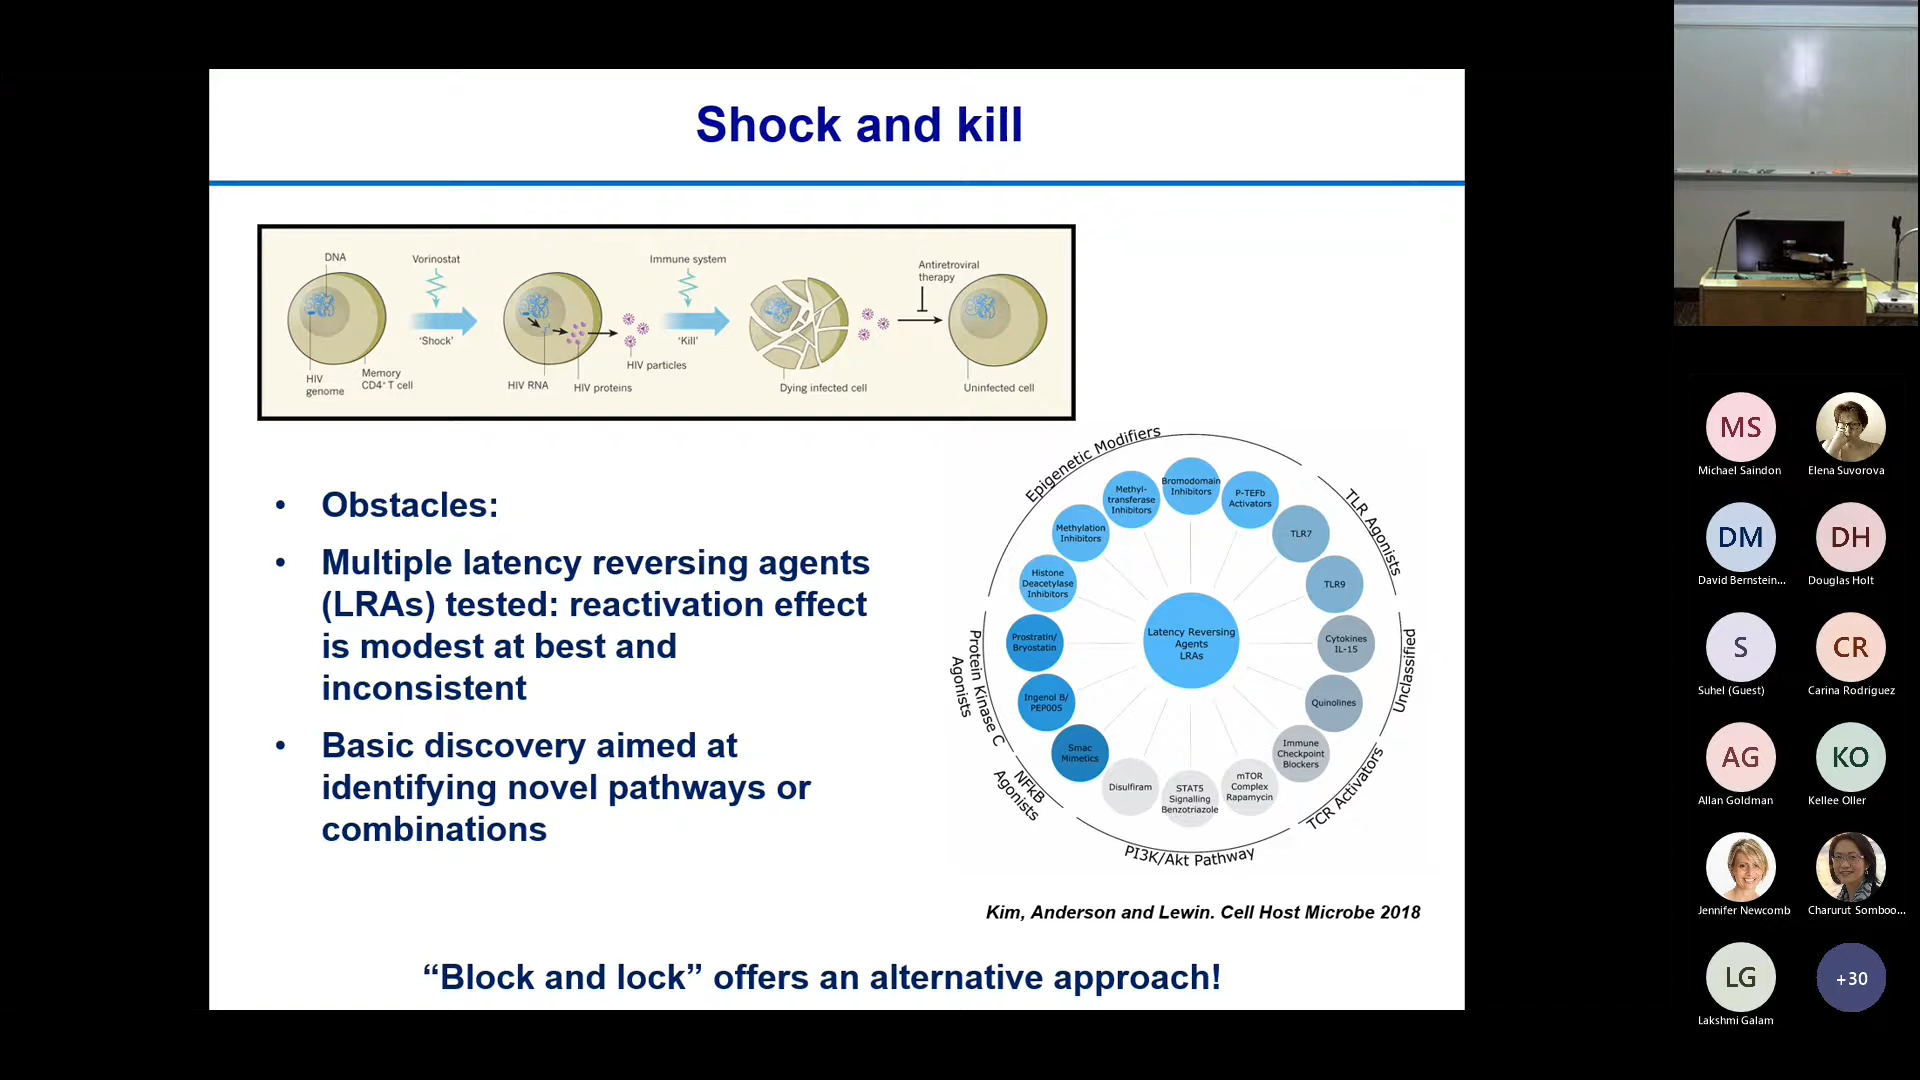 Shock and kill
DNA
Vorinostat
Immune system
Antiretroviral
therapy
'Shock'
'Kill'
HIV
genome
Memory
CD4+ T cell
HIV RNA
HIV proteins
HIV particles
Dying infected cell
Uninfected cell
• Obstacles:
• Multiple latency reversing agents
(LRAs) tested: reactivation effect
is modest at best and
inconsistent
• Basic discovery aimed at
identifying novel pathways or
combinations
Epigenetic Modifiers
TLR Agonists
Unclassified
TCR Activators
PI3K/Akt Pathway
NFkB
Agonists
Protein Kinase C
Agonists
Bromodomain
Inhibitors
P-TEFb
Activators
TLR7
TLR9
Cytokines
IL-15
Quinolines
Immune
Checkpoint
Blockers
mTOR
Complex
Rapamycin
STAT5
Signalling
Benzotriazole
Disulfiram
Smac
Mimetics
Ingenol B/
PEP005
Prostratin/
Bryostatin
Histone
Deacetylase
Inhibitors
Methylation
Inhibitors
Methyl-
transferase
Inhibitors
Latency Reversing
Agents
LRAs
Kim, Anderson and Lewin. Cell Host Microbe 2018
“Block and lock” offers an alternative approach!
MS
Michael Saindon
Elena Suvorova
DM
David Bernstein...
DH
Douglas Holt
S
Suhel (Guest)
CR
Carina Rodriguez
AG
Allan Goldman
KO
Kellee Oller
Jennifer Newcomb
Charurut Somboo...
LG
Lakshmi Galam
+30